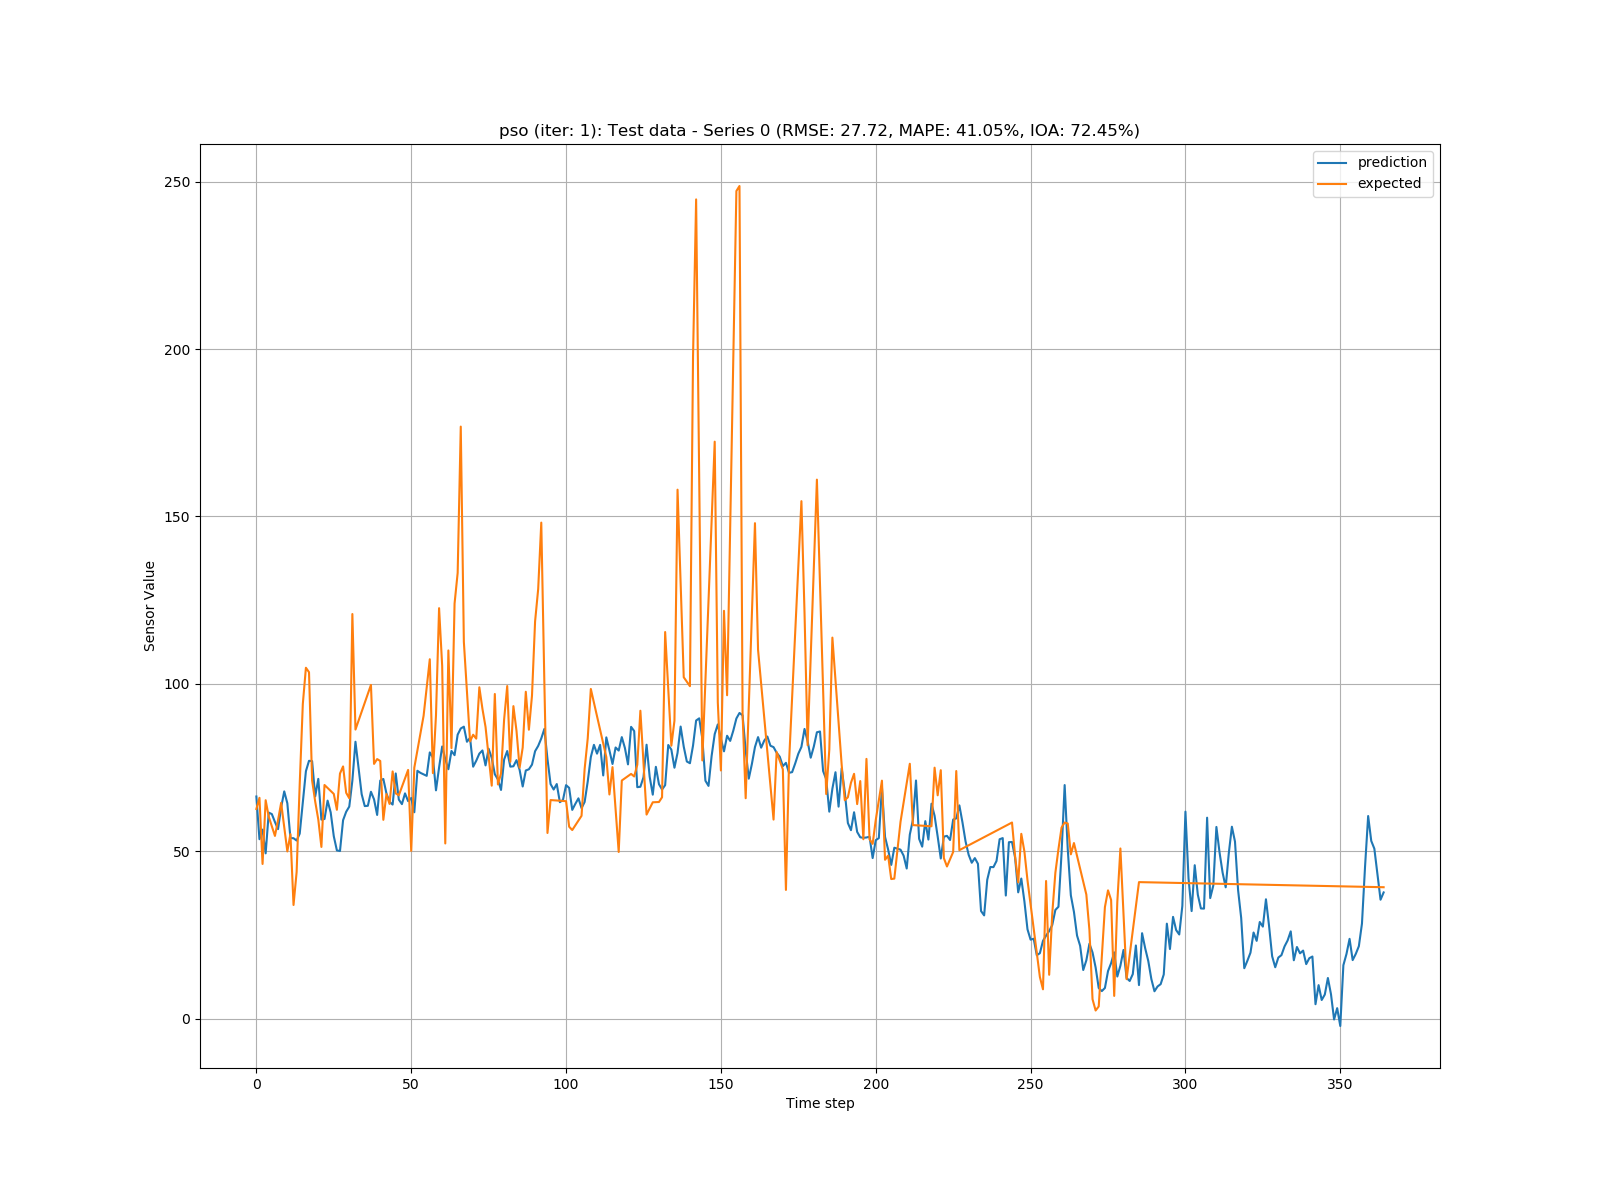 pso (iter: 1): Test data - Series 0 (RMSE: 27.72, MAPE: 41.05%, IOA: 72.45%)
prediction
expected
250
200
150
100
50
0
Sensor Value
0 50 100 150 200 250 300 350
Time step